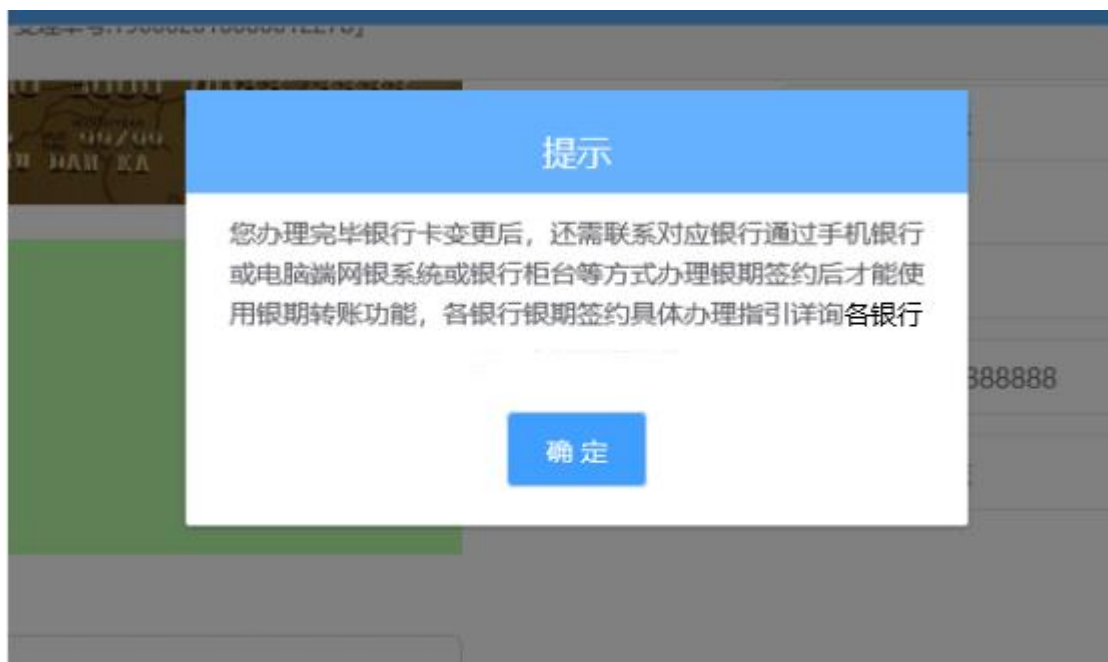 提示
您办理完毕银行卡变更后，还需联系对应银行通过手机银行
或电脑端网银系统或银行柜台等方式办理银期签约后才能使
用银期转账功能，各银行银期签约具体办理指引详询各银行
888888
确定